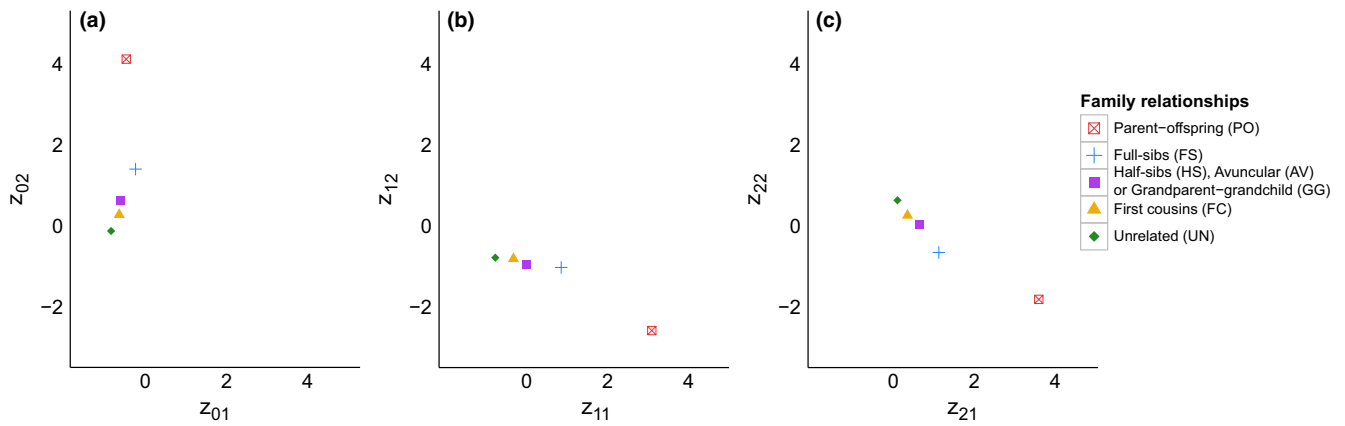 (a)
4
2
0
−2
z02
0
2
4
z01
(b)
4
2
0
−2
z12
0
2
4
z11
(c)
4
2
0
−2
z22
0
2
4
z21
Family relationships
Parent−offspring (PO)
Full-sibs (FS)
Half-sibs (HS), Avuncular (AV)
or Grandparent−grandchild (GG)
First cousins (FC)
Unrelated (UN)